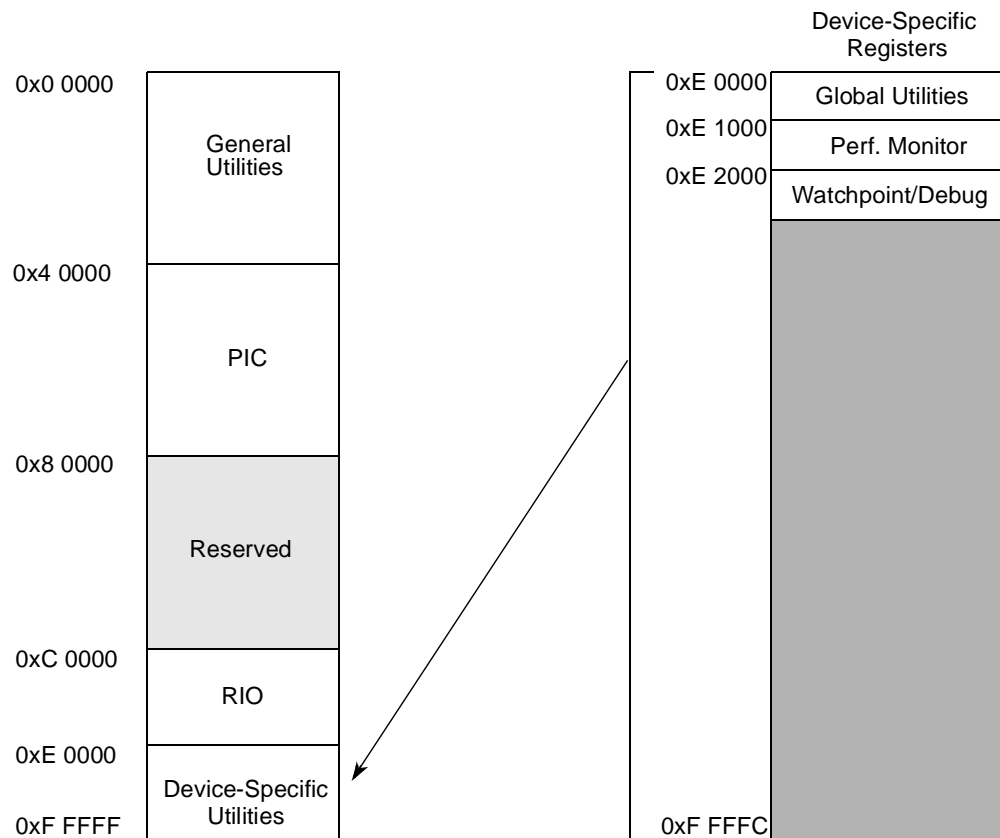 Device-Specific
Registers
0x0 0000
General
Utilities
0x4 0000
PIC
0x8 0000
Reserved
0xC 0000
RIO
0xE 0000
Device-Specific
Utilities
0xF FFFF
0xE 0000
Global Utilities
0xE 1000
Perf. Monitor
0xE 2000
Watchpoint/Debug
0xF FFFC